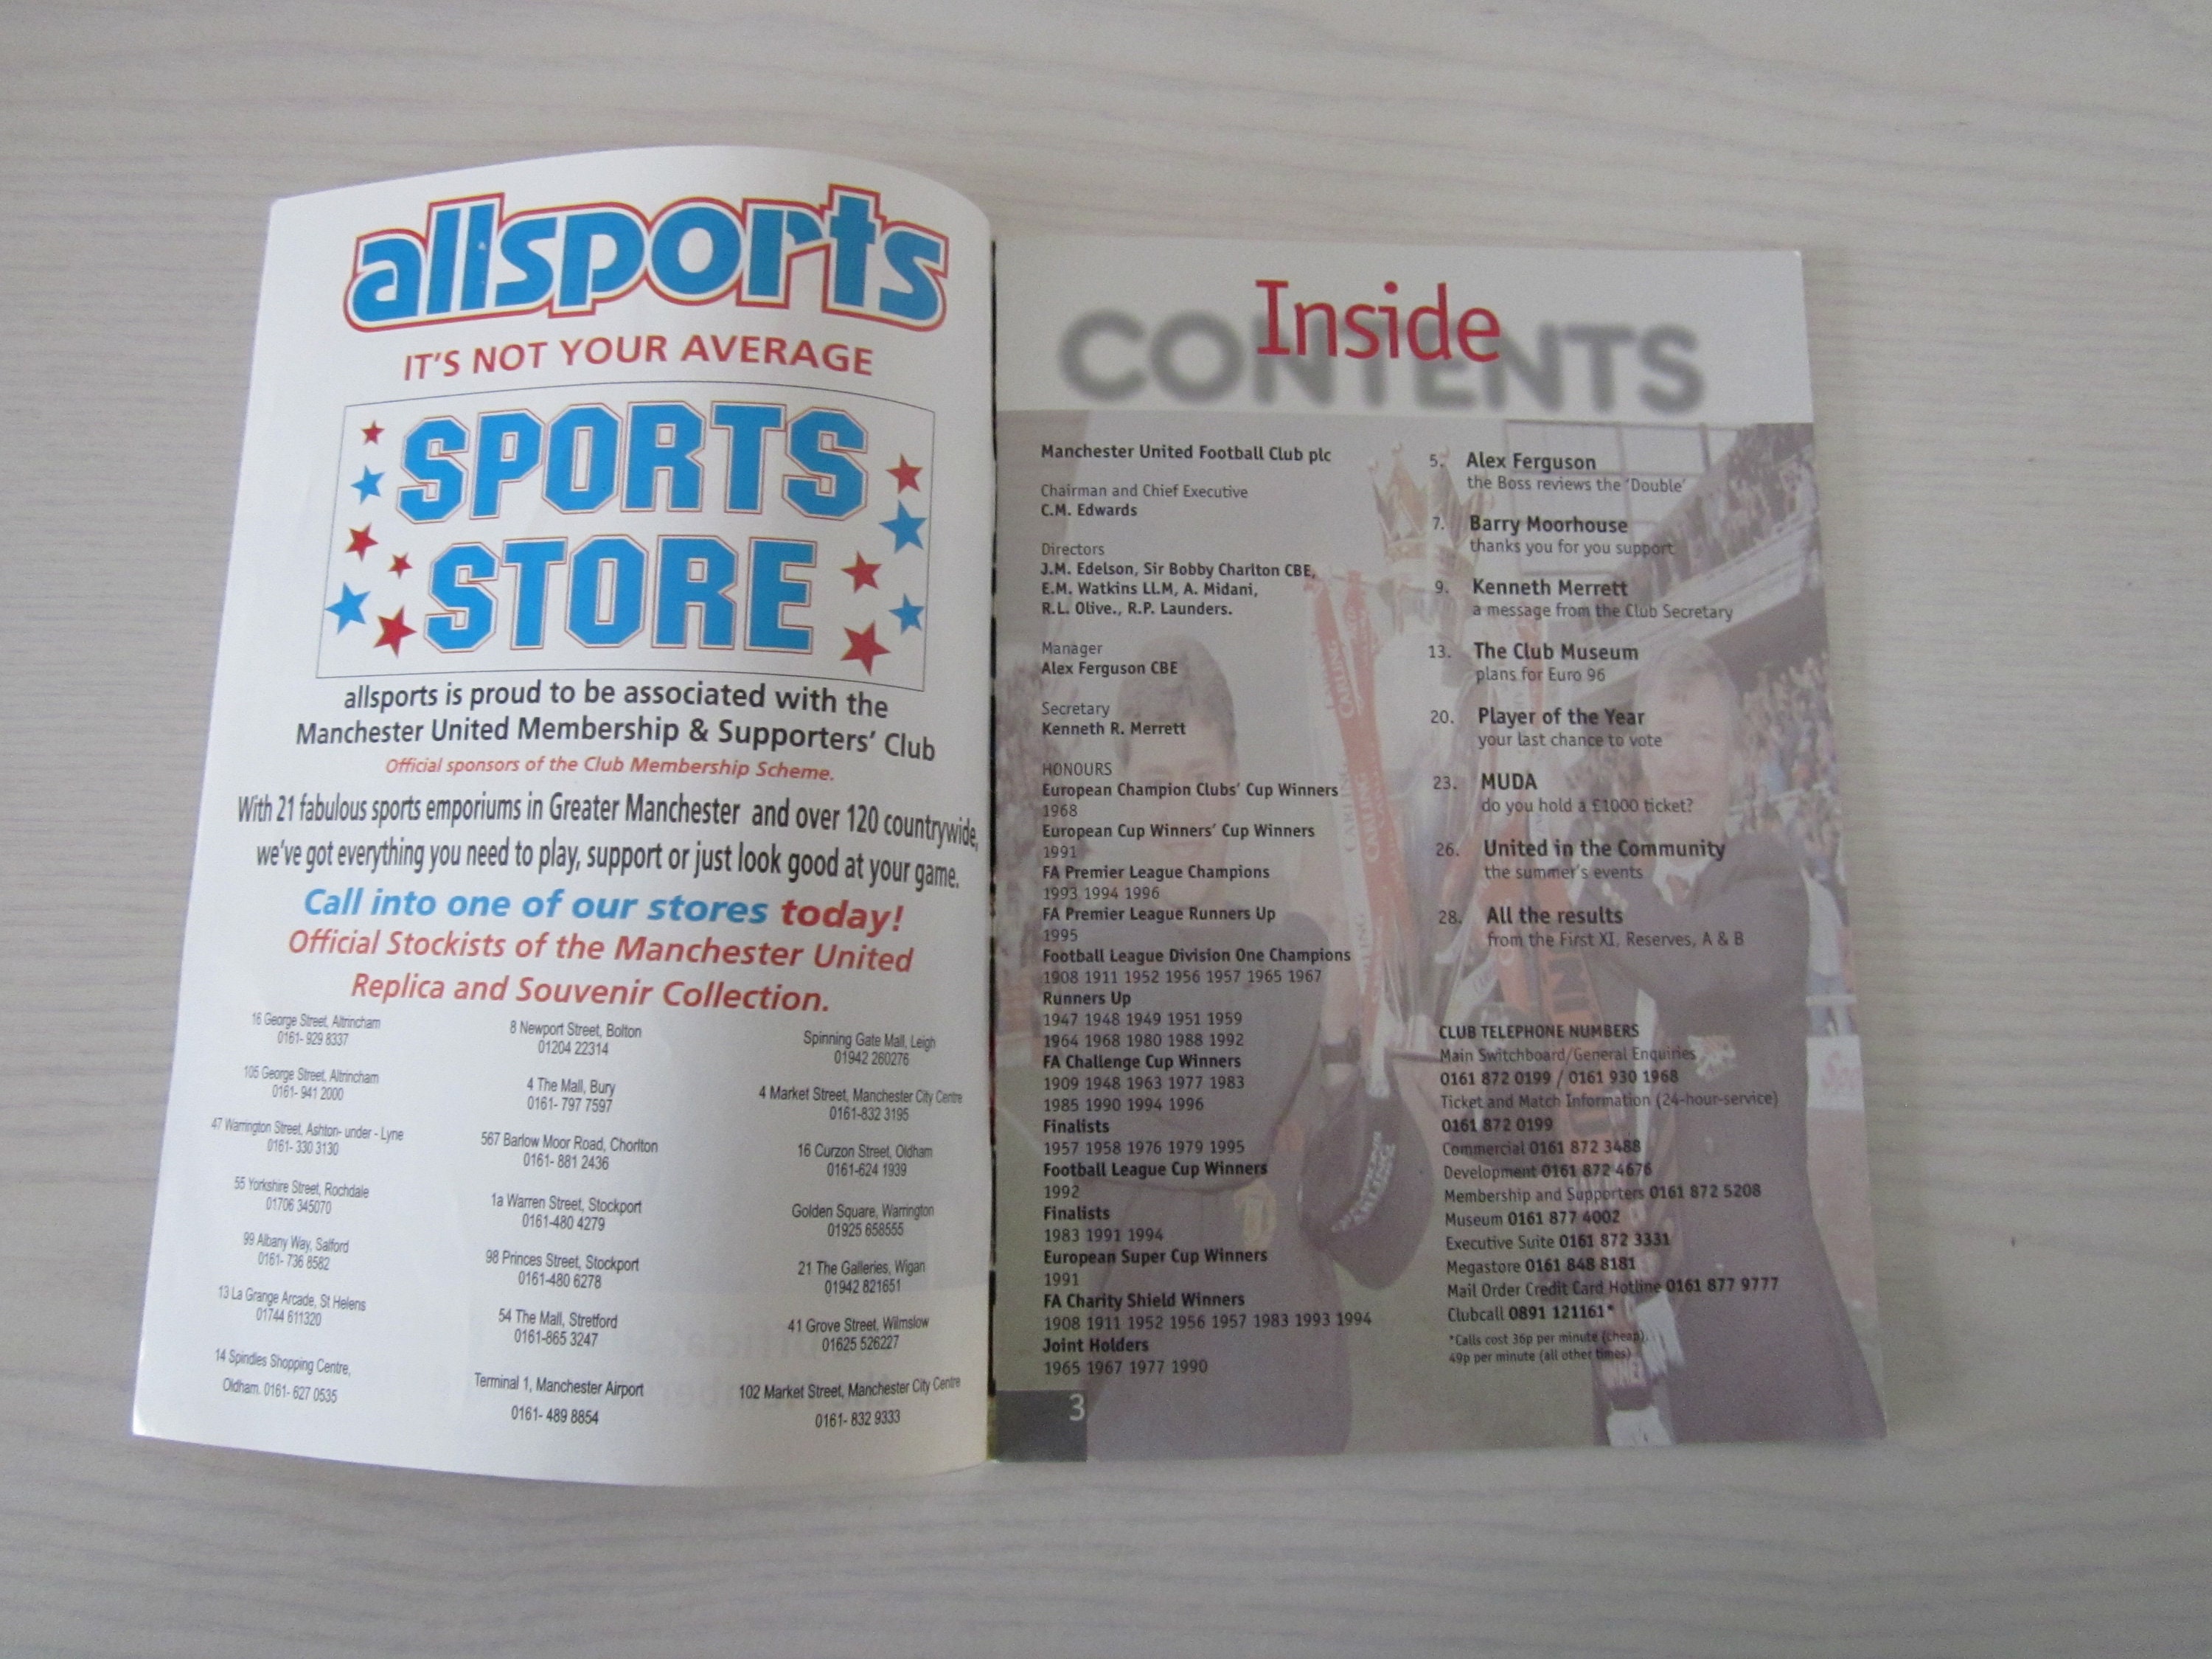 allsports
IT'S NOT YOUR AVERAGE
SPORTS
STORE
allsports is proud to be associated with the
Manchester United Membership & Supporters' Club
Official sponsors of the Club Membership Scheme.
With 21 fabulous sports emporiums in Greater Manchester and over 120 countrywide,
we've got everything you need to play, support or just look good at your game.
Call into one of our stores today!
Official Stockists of the Manchester United
Replica and Souvenir Collection.
16 George Street, Altrincham
0161- 929 8337
105 George Street, Altrincham
0161- 941 2000
47 Warrington Street, Ashton- under - Lyne
0161- 330 3130
55 Yorkshire Street, Rochdale
01706 345070
99 Albany Way, Salford
0161- 736 8582
13 La Grange Arcade, St Helens
01744 611320
14 Spindles Shopping Centre,
Oldham. 0161- 627 0535
8 Newport Street, Bolton
01204 22314
4 The Mall, Bury
0161- 797 7597
567 Barlow Moor Road, Chorlton
0161- 881 2436
1a Warren Street, Stockport
0161-480 4279
98 Princes Street, Stockport
0161-480 6278
54 The Mall, Stretford
0161-865 3247
Terminal 1, Manchester Airport
0161- 489 8854
Spinning Gate Mall, Leigh
01942 260276
4 Market Street, Manchester City Centre
0161-832 3195
16 Curzon Street, Oldham
0161-624 1939
Golden Square, Warrington
01925 658555
21 The Galleries, Wigan
01942 821651
41 Grove Street, Wilmslow
01625 526227
102 Market Street, Manchester City Centre
0161- 832 9333
Inside
CONTENTS
Manchester United Football Club plc
Chairman and Chief Executive
C.M. Edwards
Directors
J.M. Edelson, Sir Bobby Charlton CBE,
E.M. Watkins LLM, A. Midani,
R.L. Olive., R.P. Launders.
Manager
Alex Ferguson CBE
Secretary
Kenneth R. Merrett
HONOURS
European Champion Clubs' Cup Winners
1968
European Cup Winners' Cup Winners
1991
FA Premier League Champions
1993 1994 1996
FA Premier League Runners Up
1995
Football League Division One Champions
1908 1911 1952 1956 1957 1965 1967
Runners Up
1947 1948 1949 1951 1959
1964 1968 1980 1988 1992
FA Challenge Cup Winners
1909 1948 1963 1977 1983
1985 1990 1994 1996
Finalists
1957 1958 1976 1979 1995
Football League Cup Winners
1992
Finalists
1983 1991 1994
European Super Cup Winners
1991
FA Charity Shield Winners
1908 1911 1952 1956 1957 1983 1993 1994
Joint Holders
1965 1967 1977 1990
3
5. Alex Ferguson
the Boss reviews the 'Double'
7. Barry Moorhouse
thanks you for you support
9. Kenneth Merrett
a message from the Club Secretary
13. The Club Museum
plans for Euro 96
20. Player of the Year
your last chance to vote
23. MUDA
do you hold a £1000 ticket?
26. United in the Community
the summer's events
28. All the results
from the First XI, Reserves, A & B
CLUB TELEPHONE NUMBERS
Main Switchboard/General Enquiries
0161 872 0199 / 0161 930 1968
Ticket and Match Information (24-hour-service)
0161 872 0199
Commercial 0161 872 3488
Development 0161 872 4676
Membership and Supporters 0161 872 5208
Museum 0161 877 4002
Executive Suite 0161 872 3331
Megastore 0161 848 8181
Mail Order Credit Card Hotline 0161 877 9777
Clubcall 0891 121161*
*Calls cost 36p per minute (cheap),
49p per minute (all other times)
CARLING
CARLING